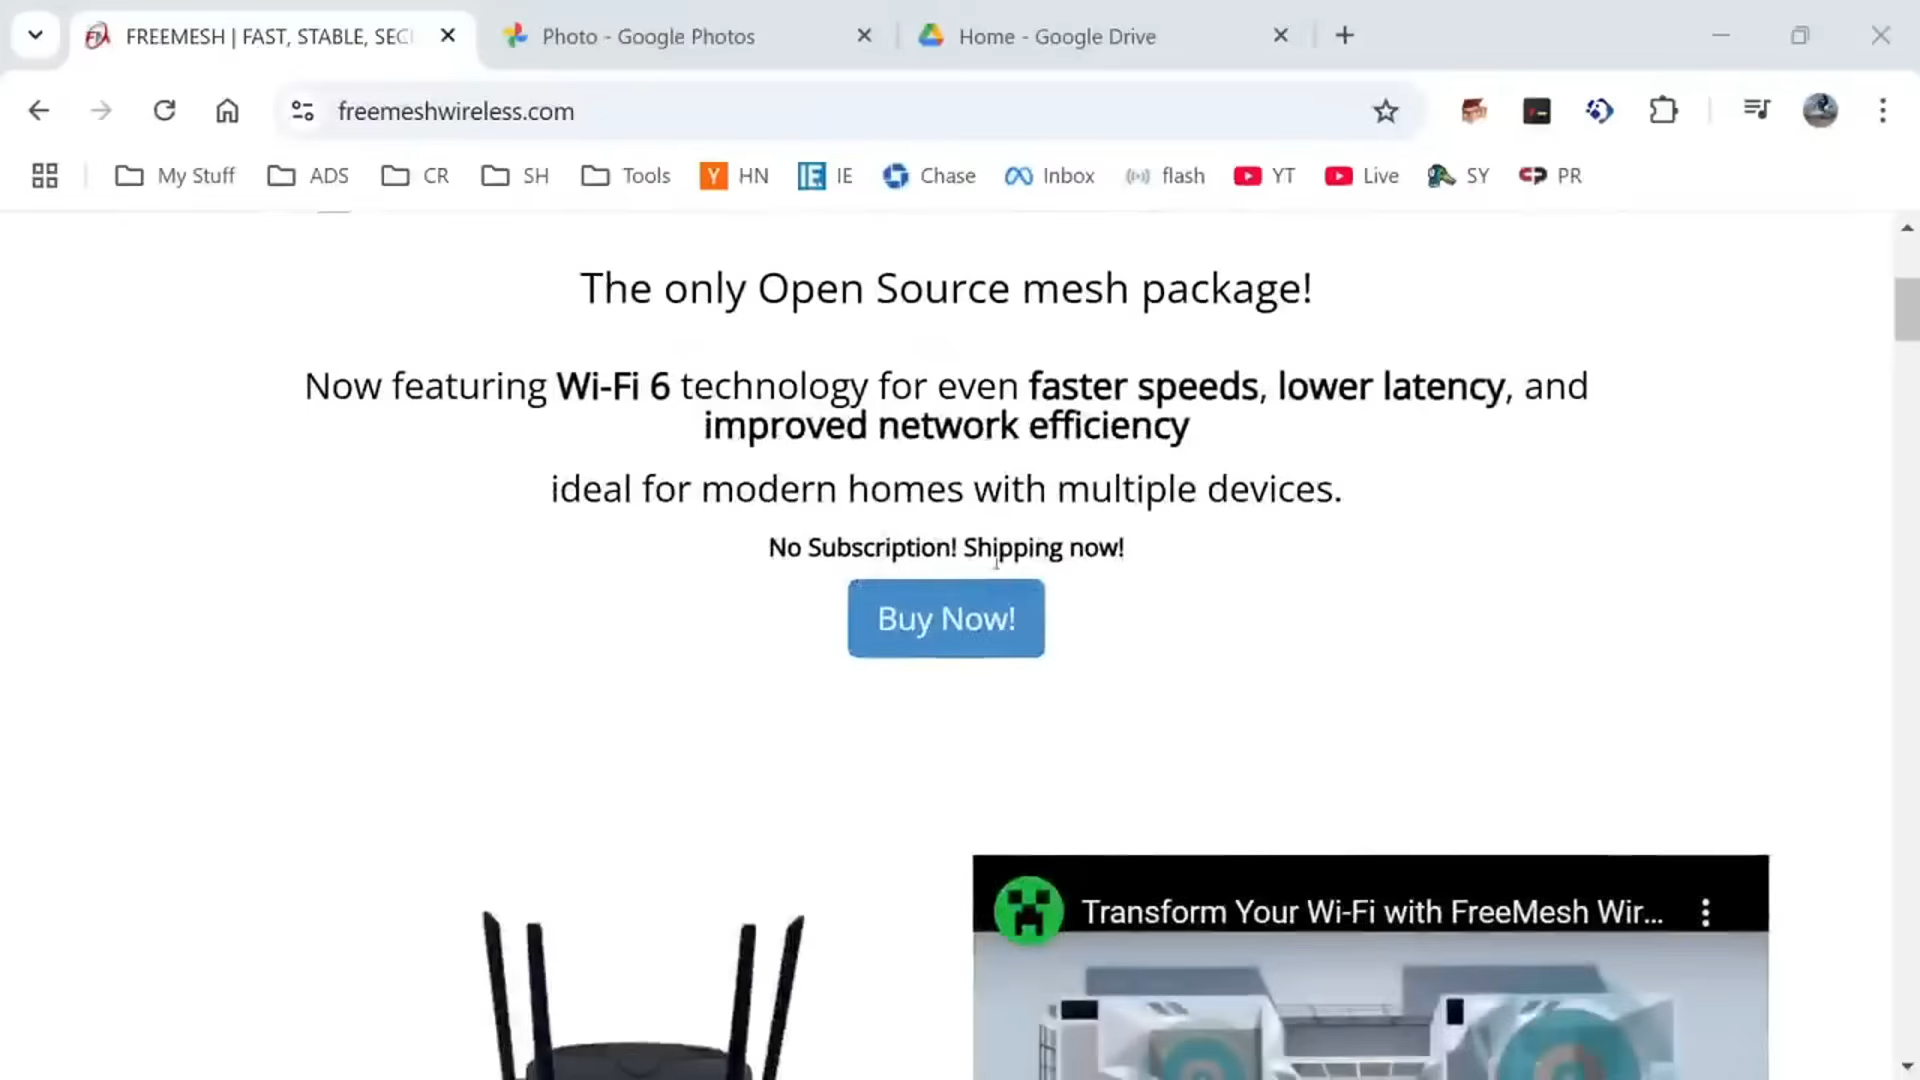 FREEMESH | FAST, STABLE, SEC
Photo - Google Photos
Home - Google Drive
freemeshwireless.com
My Stuff
ADS
CR
SH
Tools
HN
IE
Chase
Inbox
flash
YT
Live
SY
PR
The only Open Source mesh package!
Now featuring Wi-Fi 6 technology for even faster speeds, lower latency, and
improved network efficiency
ideal for modern homes with multiple devices.
No Subscription! Shipping now!
Buy Now!
Transform Your Wi-Fi with FreeMesh Wir...